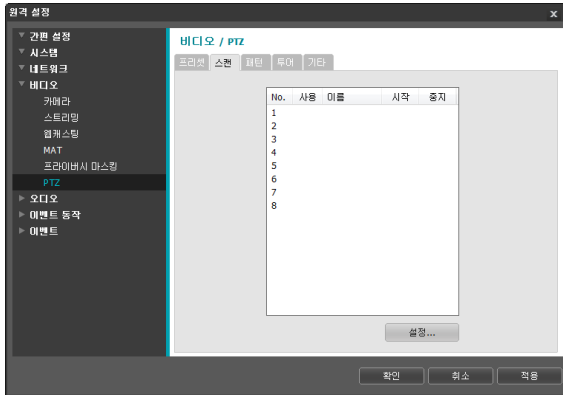 원격 설정 x
간편 설정
시스템
네트워크
비디오
카메라
스트리밍
웹캐스팅
MAT
프라이버시 마스킹
PTZ
오디오
이벤트 동작
이벤트
비디오 / PTZ
프리셋 스캔 패턴 투어 기타
No. 사용 이름 시작 중지
1
2
3
4
5
6
7
8
설정...
확인 취소 적용